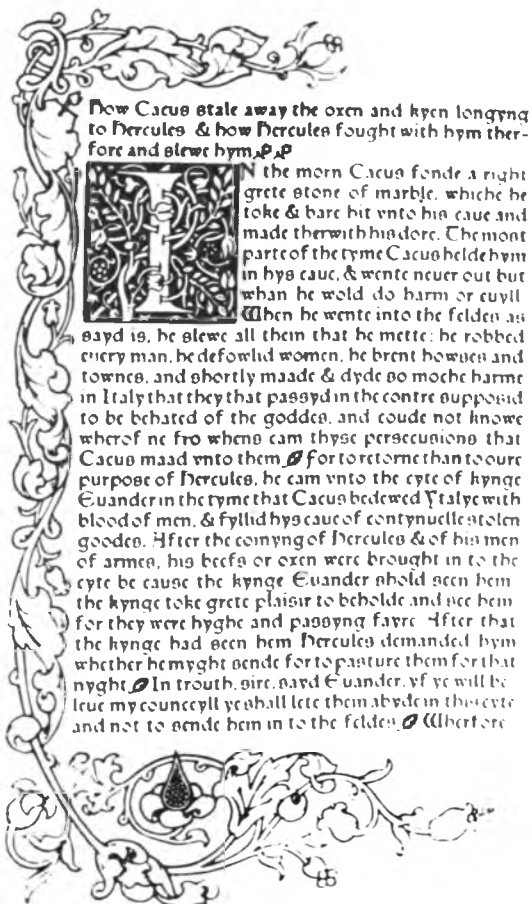 How Cacus stale away the oxen and kyen longyng
to Hercules & how Hercules fought with hym ther-
fore and slewe hym
IN the morn Cacus fonde a right
grete stone of marble, whiche he
toke & bare hit vnto his caue and
made therwith his dore. The most
parte of the tyme Cacus helde hym
in hys caue, & wente neuer out but
whan he wold do harm or euyll
When he wente into the feldes as
sayd is, he slewe all them that he mette: he robbed
euery man, he defowlid women, he brent howses and
townes, and shortly maade & dyde so moche harme
in Italy that they that passyd in the contre supposid
to be behated of the goddes, and coude not knowe
wherof ne fro whens cam thyse persecusions that
Cacus maad vnto them for to retorne than to oure
purpose of Hercules, he cam vnto the cyte of kynge
Euander in the tyme that Cacus bedewed Ytalye with
blood of men, & fyllid hys caue of contynuelle stolen
goodes. After the comyng of Hercules & of his men
of armes, his beefs or oxen were brought in to the
cyte be cause the kynge Euander shold seen hem
the kynge toke grete plaisir to beholde and see hem
for they were hyghe and passyng fayre After that
the kynge had seen hem Hercules demanded hym
whether he myght sende for to pasture them for that
nyght In trouth, sire, sayd Euander, yf ye will be
leue my counceyll ye shall lete them abyde in this cyte
and not to sende hem in to the feldes Wherfore